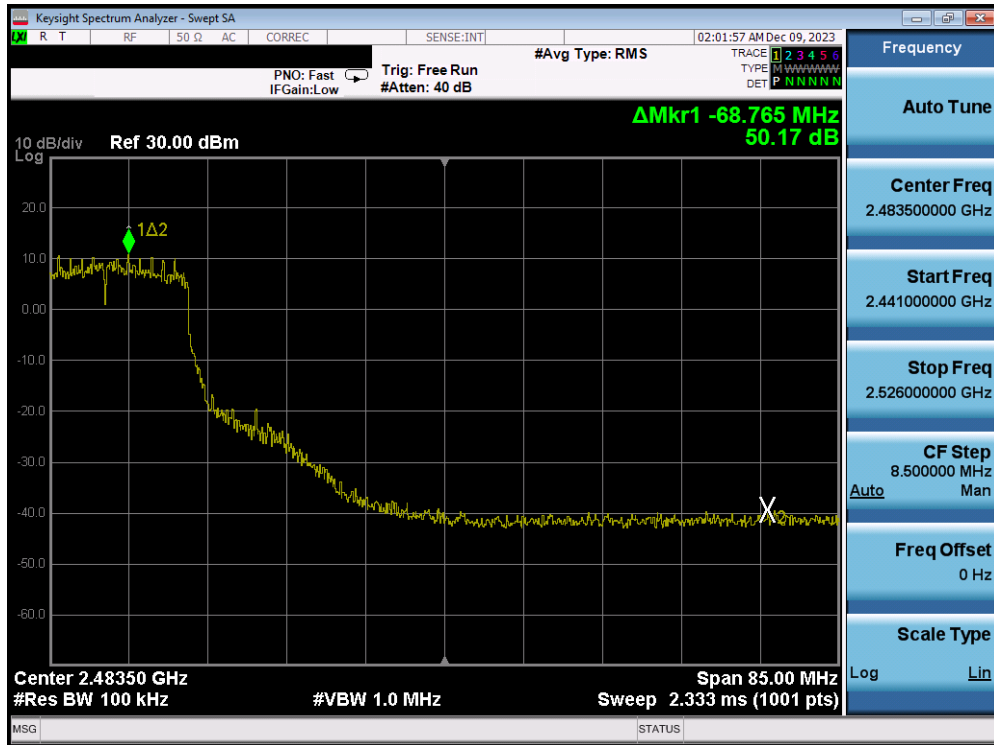 Keysight Spectrum Analyzer - Swept SA
LXI R T RF 50 Ω AC CORREC SENSE:INT 02:01:57 AM Dec 09, 2023
Frequency
#Avg Type: RMS
TRACE 1 2 3 4 5 6
PNO: Fast
Trig: Free Run
TYPE M W W W W W
IFGain:Low
#Atten: 40 dB
DET P N N N N N
Auto Tune
ΔMkr1 -68.765 MHz
50.17 dB
10 dB/div
Ref 30.00 dBm
Log
20.0
10.0
0.00
-10.0
-20.0
-30.0
-40.0
-50.0
-60.0
1Δ2
X2
Center Freq
2.483500000 GHz
Start Freq
2.441000000 GHz
Stop Freq
2.526000000 GHz
CF Step
8.500000 MHz
Auto Man
Freq Offset
0 Hz
Scale Type
Log Lin
Center 2.48350 GHz
Span 85.00 MHz
#Res BW 100 kHz
#VBW 1.0 MHz
Sweep 2.333 ms (1001 pts)
MSG
STATUS